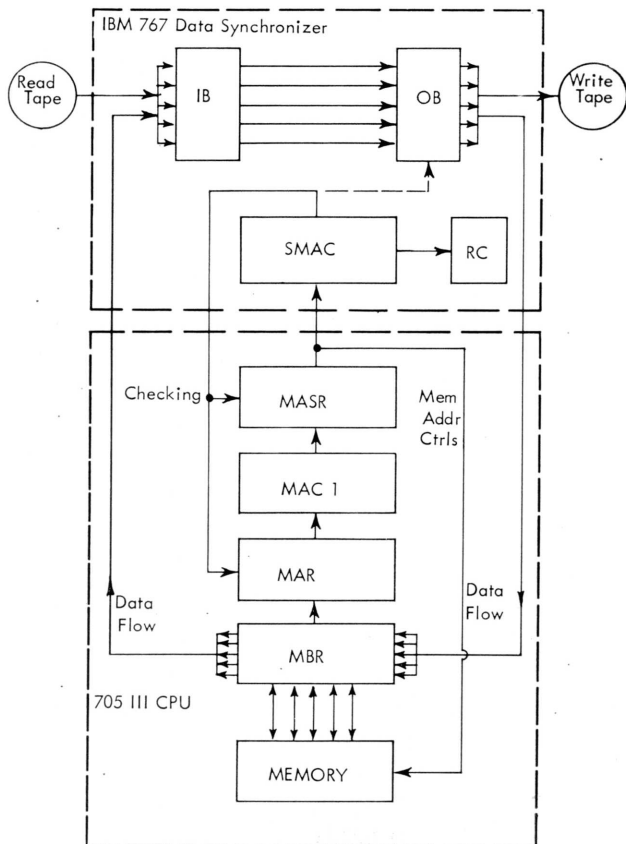 IBM 767 Data Synchronizer
Read
Tape
IB
OB
Write
Tape
SMAC
RC
Checking
MASR
Mem
Addr
Ctrls
MAC 1
MAR
Data
Flow
Data
Flow
MBR
705 III CPU
MEMORY